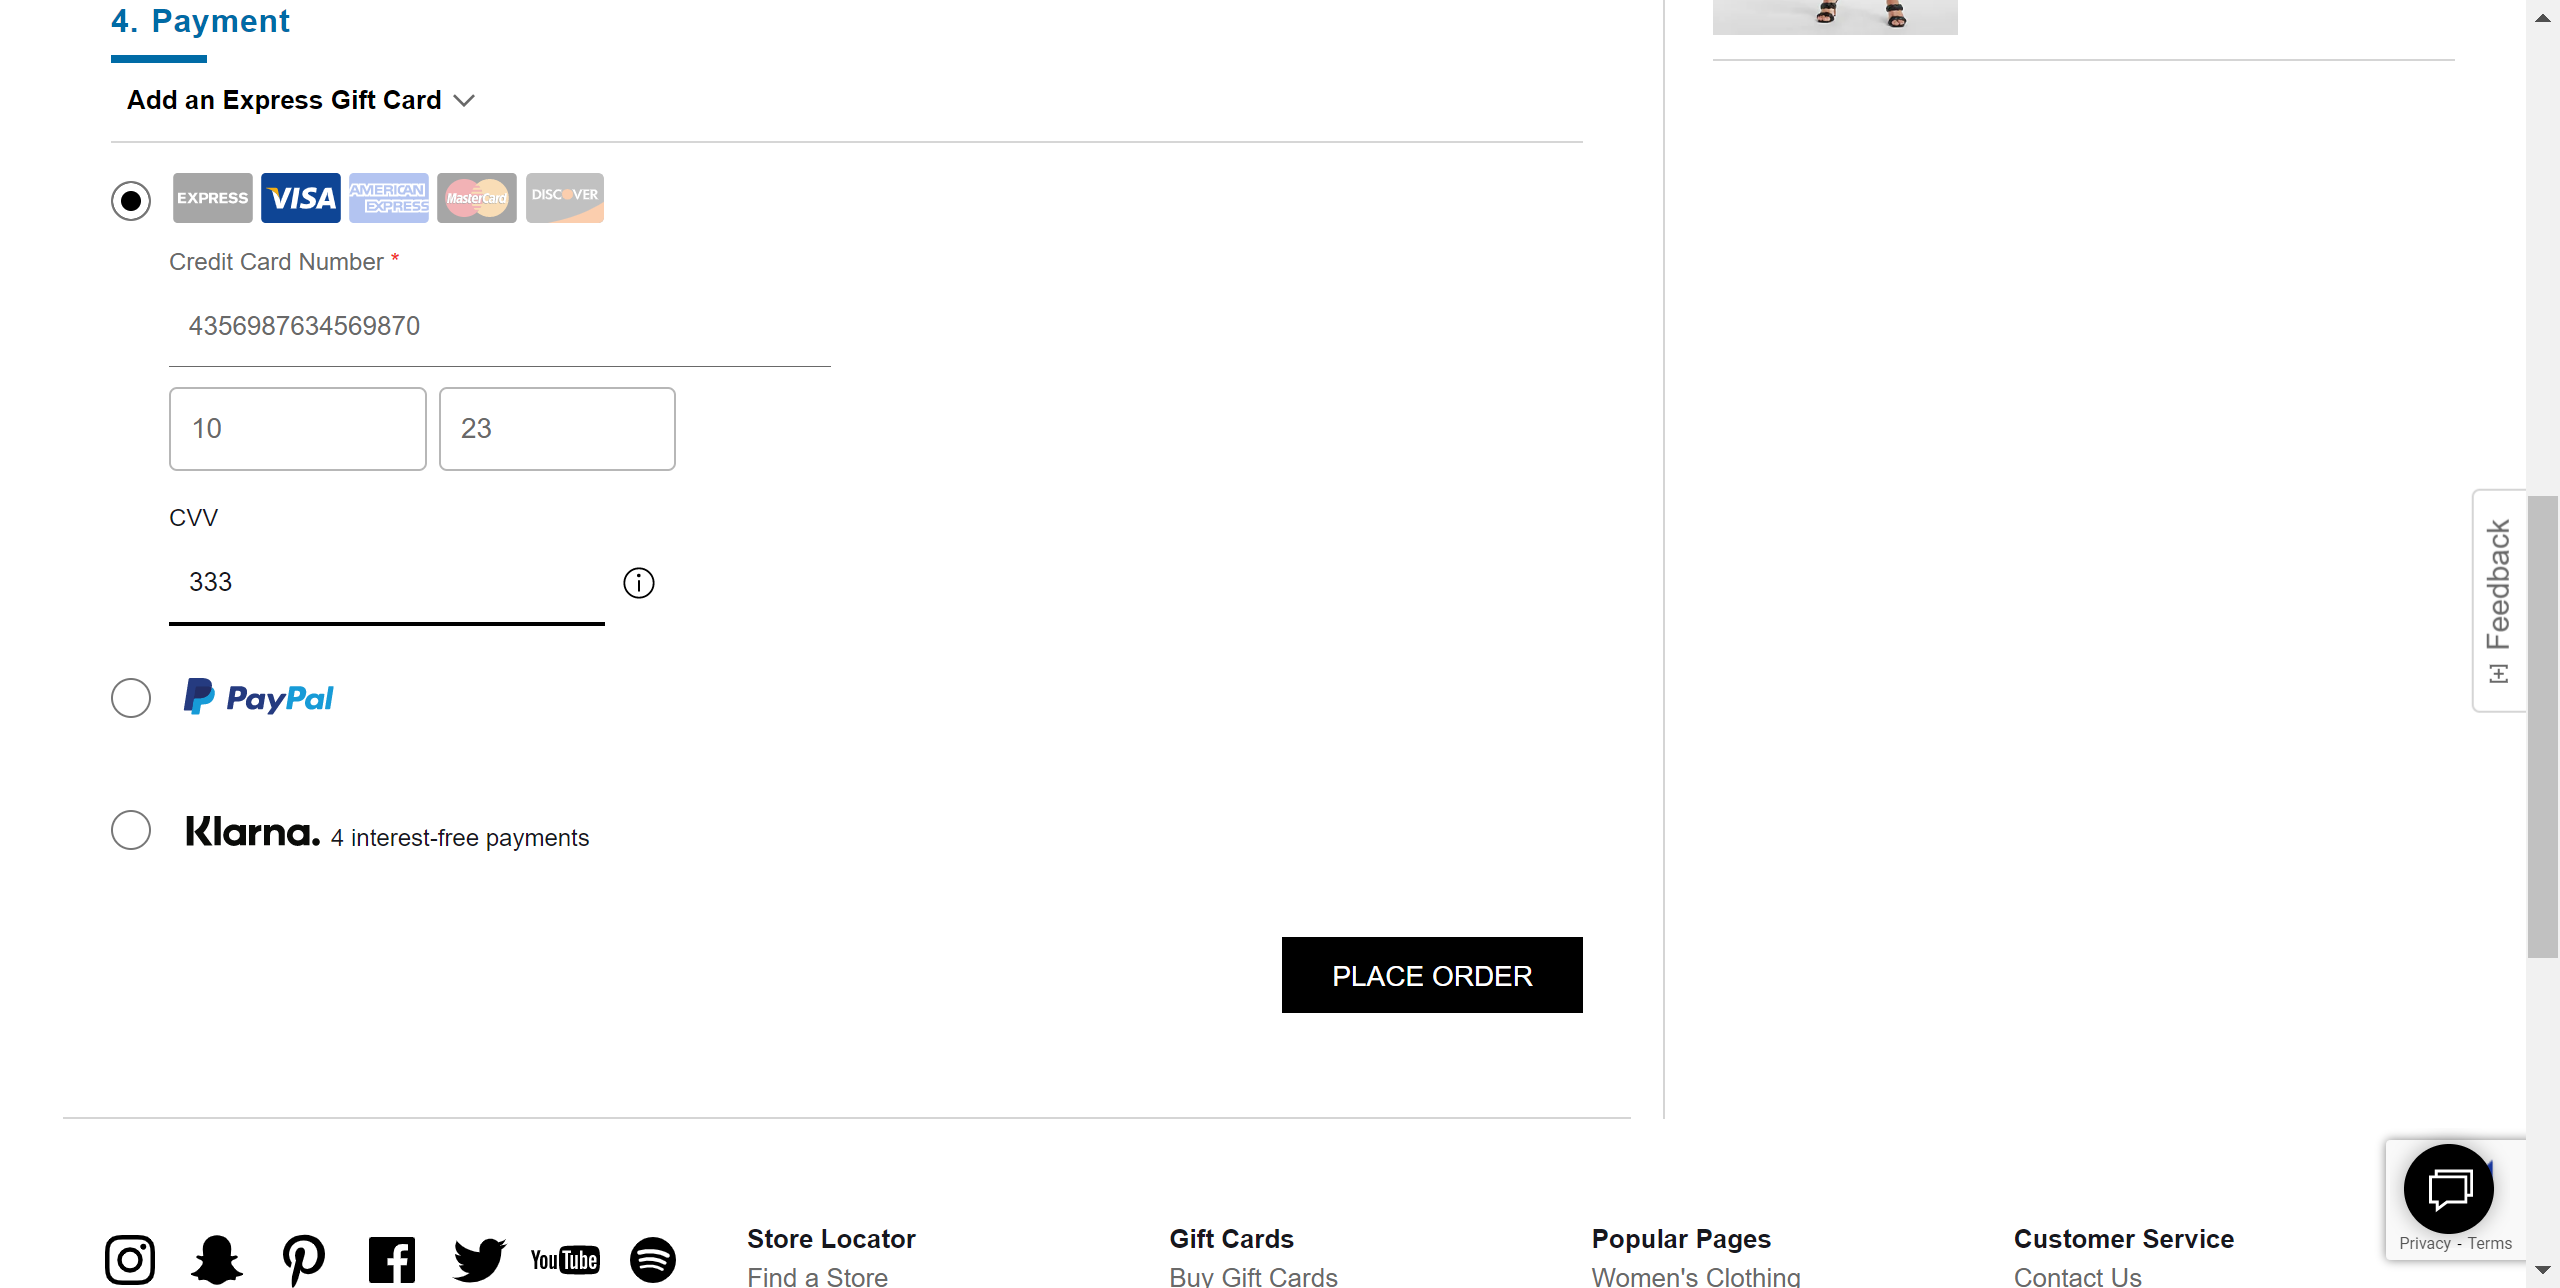 4. Payment
Add an Express Gift Card
EXPRESS VISA AMERICAN EXPRESS MasterCard DISCOVER
Credit Card Number *
4356987634569870
10 23
CVV
333
PayPal
Klarna. 4 interest-free payments
PLACE ORDER
[+] Feedback
Privacy - Terms
YouTube
Store Locator
Find a Store
Gift Cards
Buy Gift Cards
Popular Pages
Women's Clothing
Customer Service
Contact Us